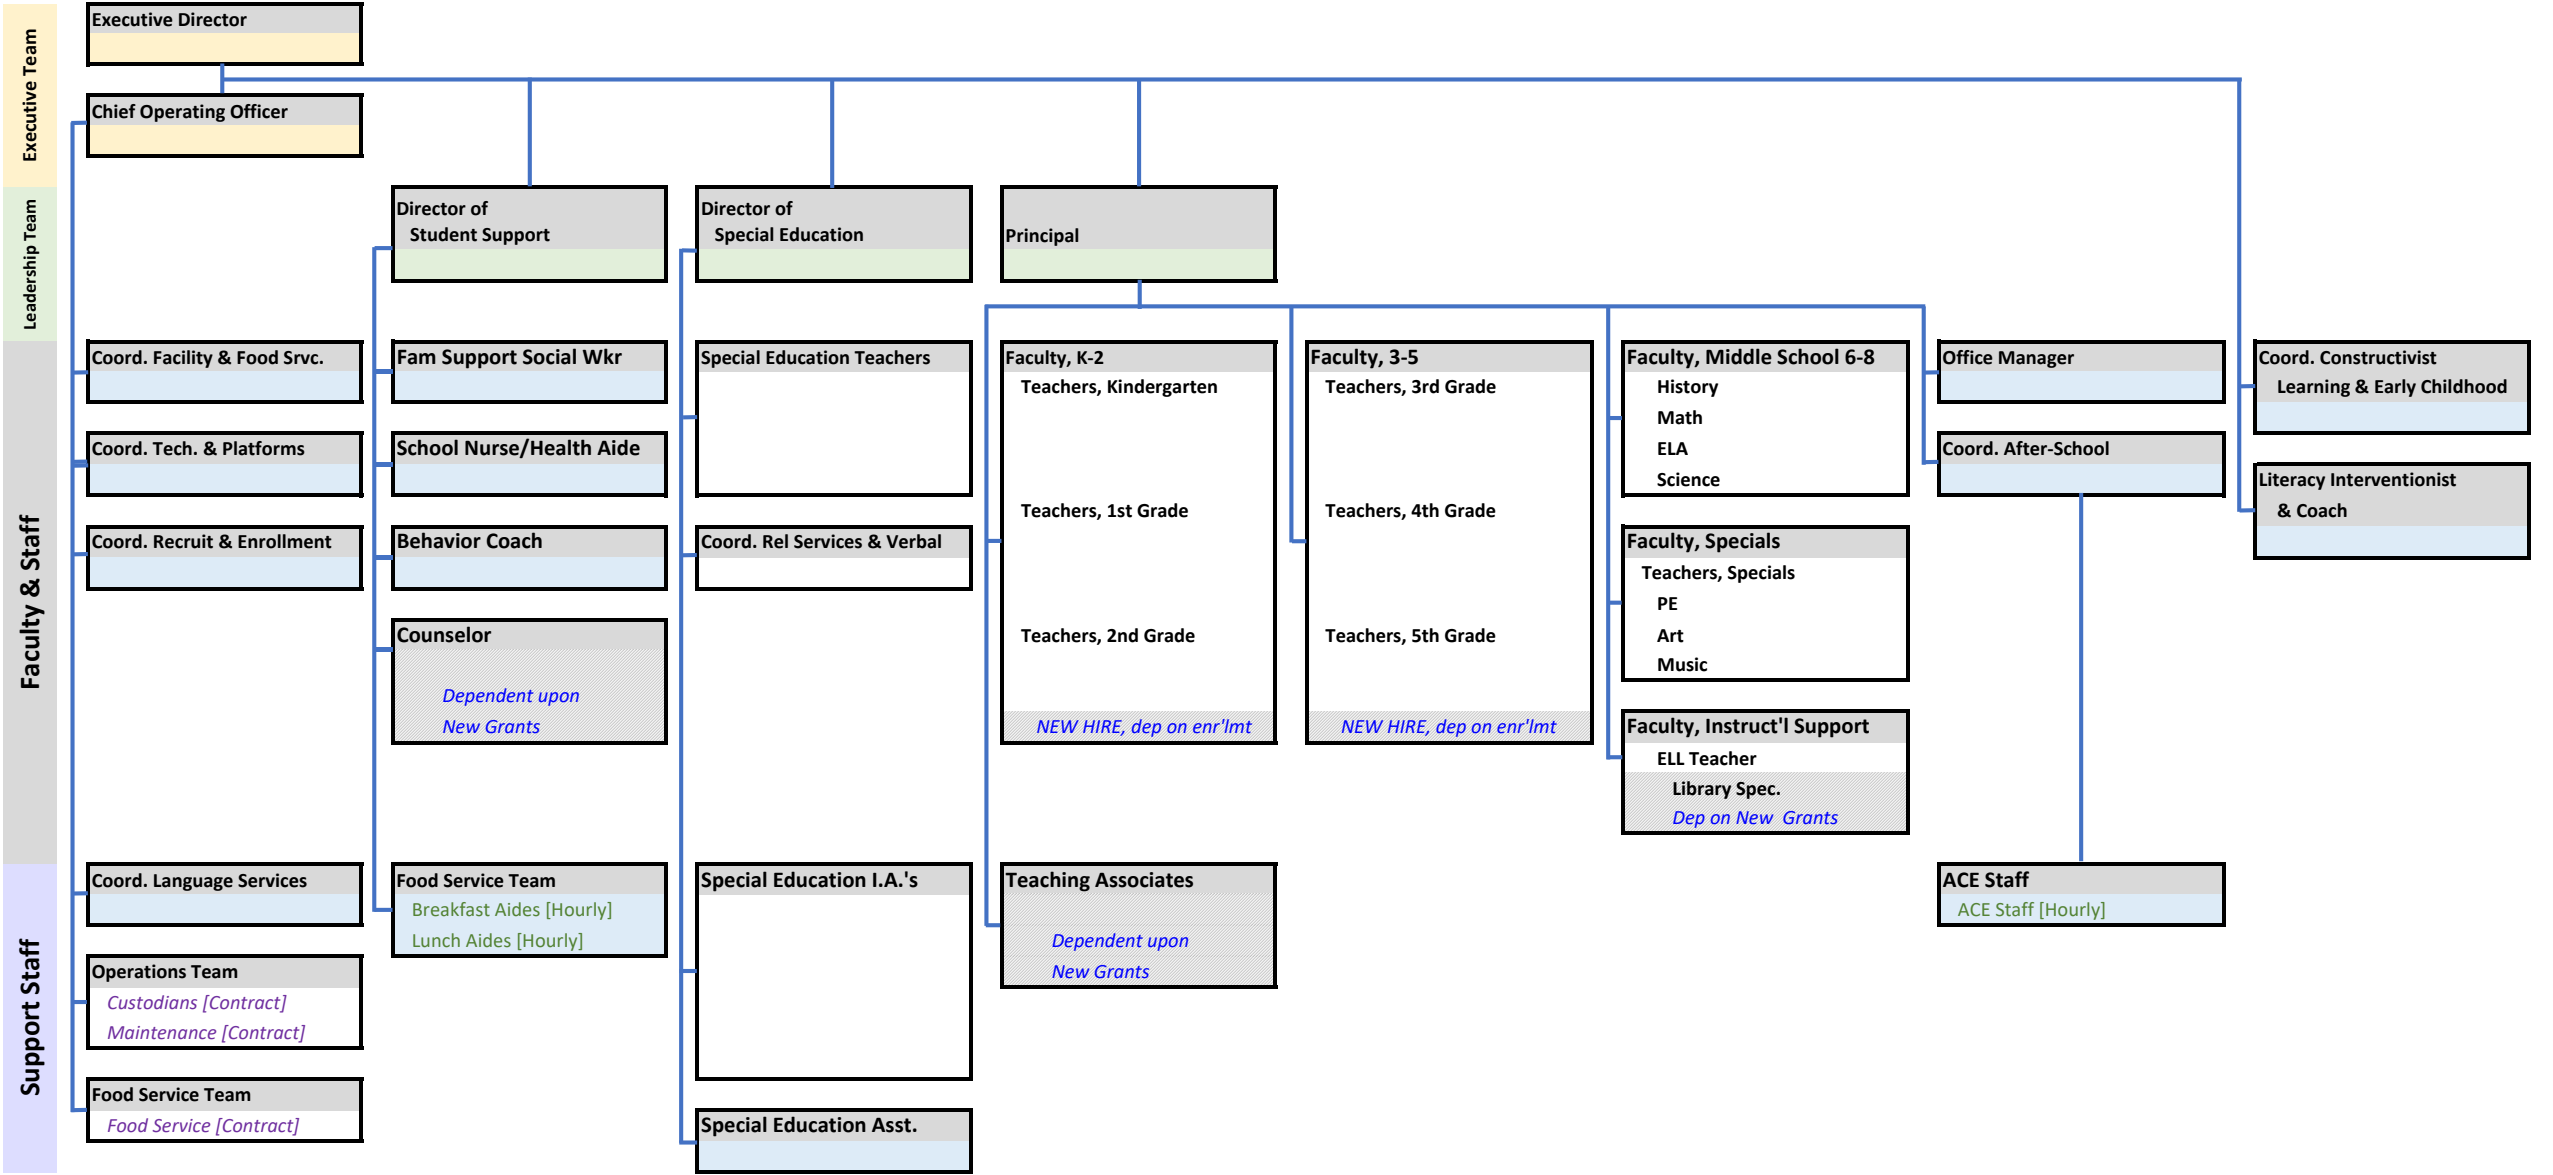 Executive Team
Executive Director
Chief Operating Officer
Leadership Team
Director of
Student Support
Director of
Special Education
Principal
Faculty & Staff
Coord. Facility & Food Srvc.
Coord. Tech. & Platforms
Coord. Recruit & Enrollment
Fam Support Social Wkr
School Nurse/Health Aide
Behavior Coach
Counselor
Dependent upon
New Grants
Special Education Teachers
Coord. Rel Services & Verbal
Faculty, K-2
Teachers, Kindergarten
Teachers, 1st Grade
Teachers, 2nd Grade
NEW HIRE, dep on enr'lmt
Faculty, 3-5
Teachers, 3rd Grade
Teachers, 4th Grade
Teachers, 5th Grade
NEW HIRE, dep on enr'lmt
Faculty, Middle School 6-8
History
Math
ELA
Science
Faculty, Specials
Teachers, Specials
PE
Art
Music
Faculty, Instruct'l Support
ELL Teacher
Library Spec.
Dep on New  Grants
Office Manager
Coord. After-School
Coord. Constructivist
Learning & Early Childhood
Literacy Interventionist
& Coach
Support Staff
Coord. Language Services
Operations Team
Custodians [Contract]
Maintenance [Contract]
Food Service Team
Food Service [Contract]
Food Service Team
Breakfast Aides [Hourly]
Lunch Aides [Hourly]
Special Education I.A.'s
Special Education Asst.
Teaching Associates
Dependent upon
New Grants
ACE Staff
ACE Staff [Hourly]